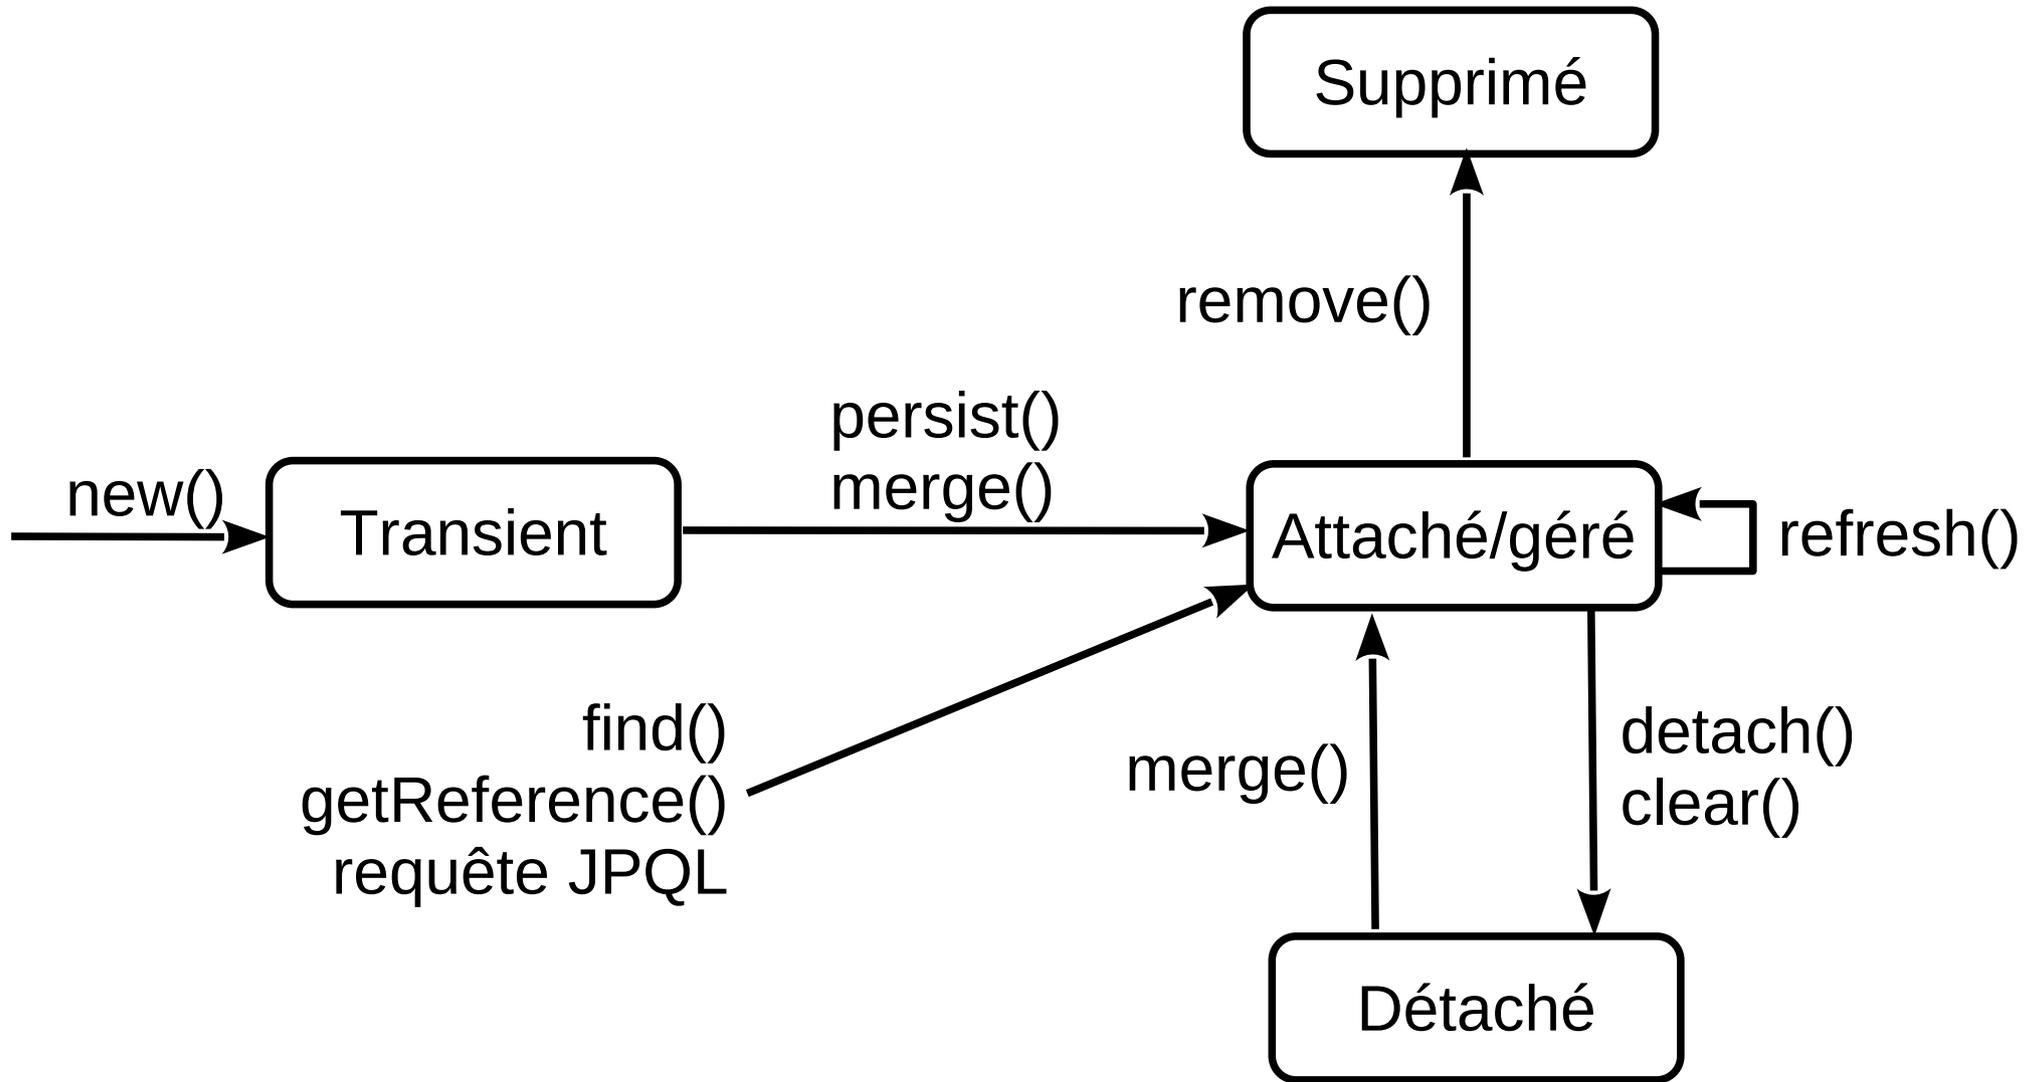 Supprimé
remove()
persist()
merge()
new()
Transient
Attaché/géré
refresh()
find()
getReference()
requête JPQL
merge()
detach()
clear()
Détaché